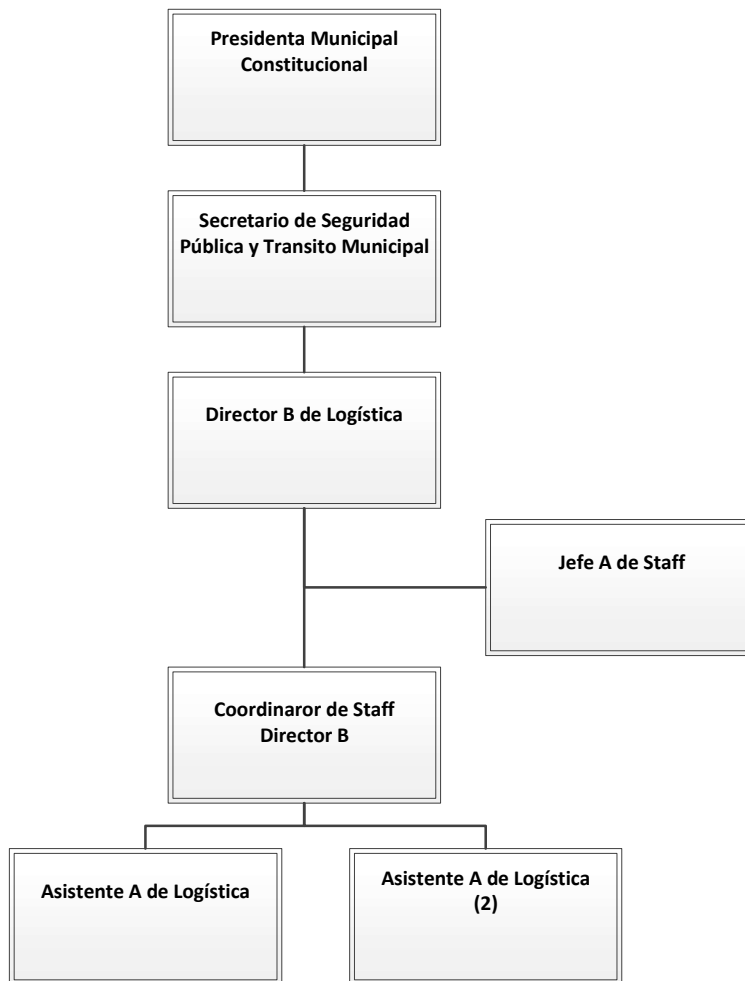 Presidenta Municipal
Constitucional
Secretario de Seguridad
Pública y Transito Municipal
Director B de Logística
Jefe A de Staff
Coordinaror de Staff
Director B
Asistente A de Logística
Asistente A de Logística
(2)